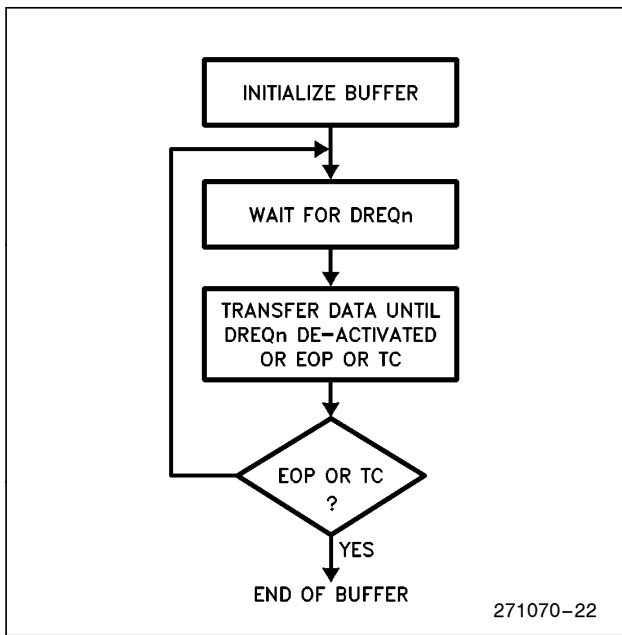 INITIALIZE BUFFER
WAIT FOR DREQn
TRANSFER DATA UNTIL
DREQn DE-ACTIVATED
OR EOP OR TC
EOP OR TC
?
YES
END OF BUFFER
271070-22